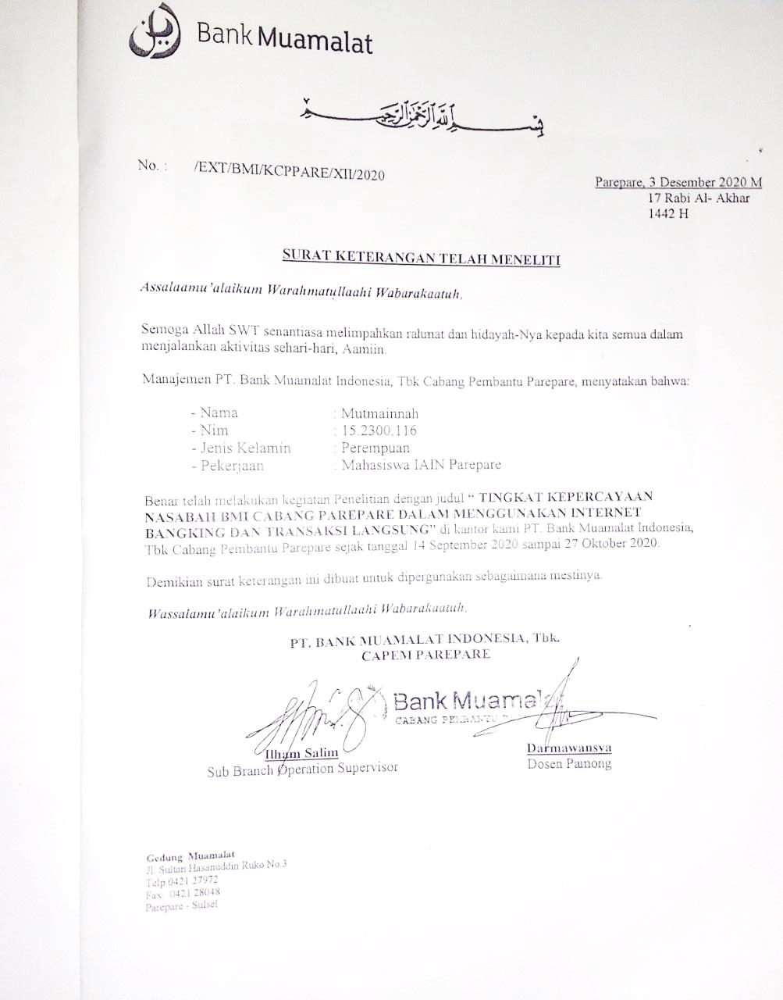 Bank Muamalat
بسم الله الرحمن الرحيم
No. : /EXT/BMI/KCPPARE/XII/2020
Parepare, 3 Desember 2020 M
17 Rabi Al- Akhar
1442 H
SURAT KETERANGAN TELAH MENELITI
Assalaamu'alaikum Warahmatullaahi Wabarakaatuh,
Semoga Allah SWT senantiasa melimpahkan rahmat dan hidayah-Nya kepada kita semua dalam
menjalankan aktivitas sehari-hari, Aamiin.
Manajemen PT. Bank Muamalat Indonesia, Tbk Cabang Pembantu Parepare, menyatakan bahwa:
- Nama : Mutmainnah
- Nim : 15.2300.116
- Jenis Kelamin : Perempuan
- Pekerjaan : Mahasiswa IAIN Parepare
Benar telah melakukan kegiatan Penelitian dengan judul “ TINGKAT KEPERCAYAAN
NASABAH BMI CABANG PAREPARE DALAM MENGGUNAKAN INTERNET
BANGKING DAN TRANSAKSI LANGSUNG” di kantor kami PT. Bank Muamalat Indonesia,
Tbk Cabang Pembantu Parepare sejak tanggal 14 September 2020 sampai 27 Oktober 2020.
Demikian surat keterangan ini dibuat untuk dipergunakan sebagaimana mestinya.
Wassalamu'alaikum Warahmatullaahi Wabarakaatuh.
PT. BANK MUAMALAT INDONESIA, Tbk.
CAPEM PAREPARE
Bank Muamalat
CABANG PEMBANTU
Ilham Salim
Sub Branch Operation Supervisor
Darmawansya
Dosen Pamong
Gedung Muamalat
Jl. Sultan Hasanuddin Ruko No.3
Telp.0421 27972
Fax. 0421 28048
Parepare - Sulsel